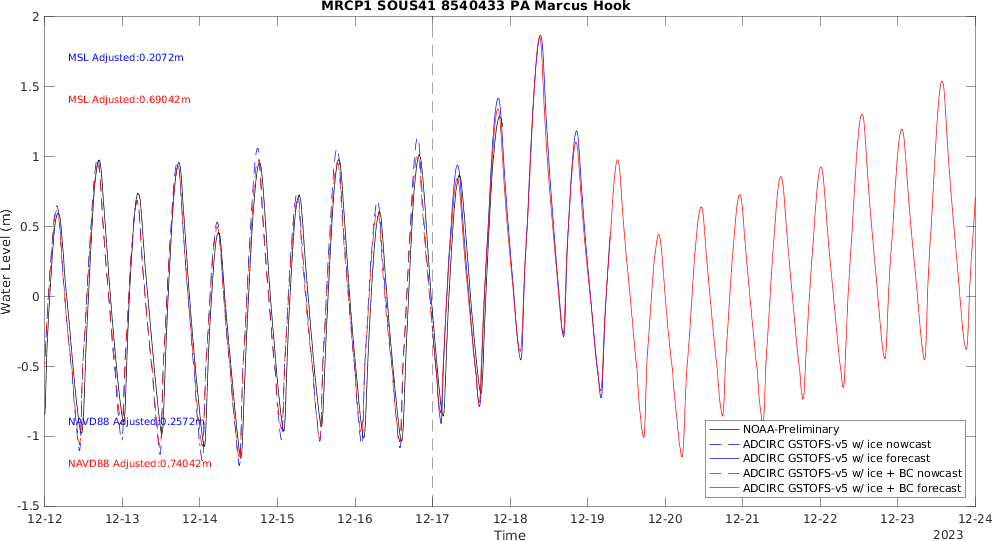 MRCP1 SOUS41 8540433 PA Marcus Hook
2
1.5
1
0.5
0
-0.5
-1
-1.5
Water Level (m)
MSL Adjusted:0.2072m
MSL Adjusted:0.69042m
NAVD88 Adjusted:0.2572m
NAVD88 Adjusted:0.74042m
NOAA-Preliminary
ADCIRC GSTOFS-v5 w/ ice nowcast
ADCIRC GSTOFS-v5 w/ ice forecast
ADCIRC GSTOFS-v5 w/ ice + BC nowcast
ADCIRC GSTOFS-v5 w/ ice + BC forecast
12-12 12-13 12-14 12-15 12-16 12-17 12-18 12-19 12-20 12-21 12-22 12-23 12-24
Time
2023